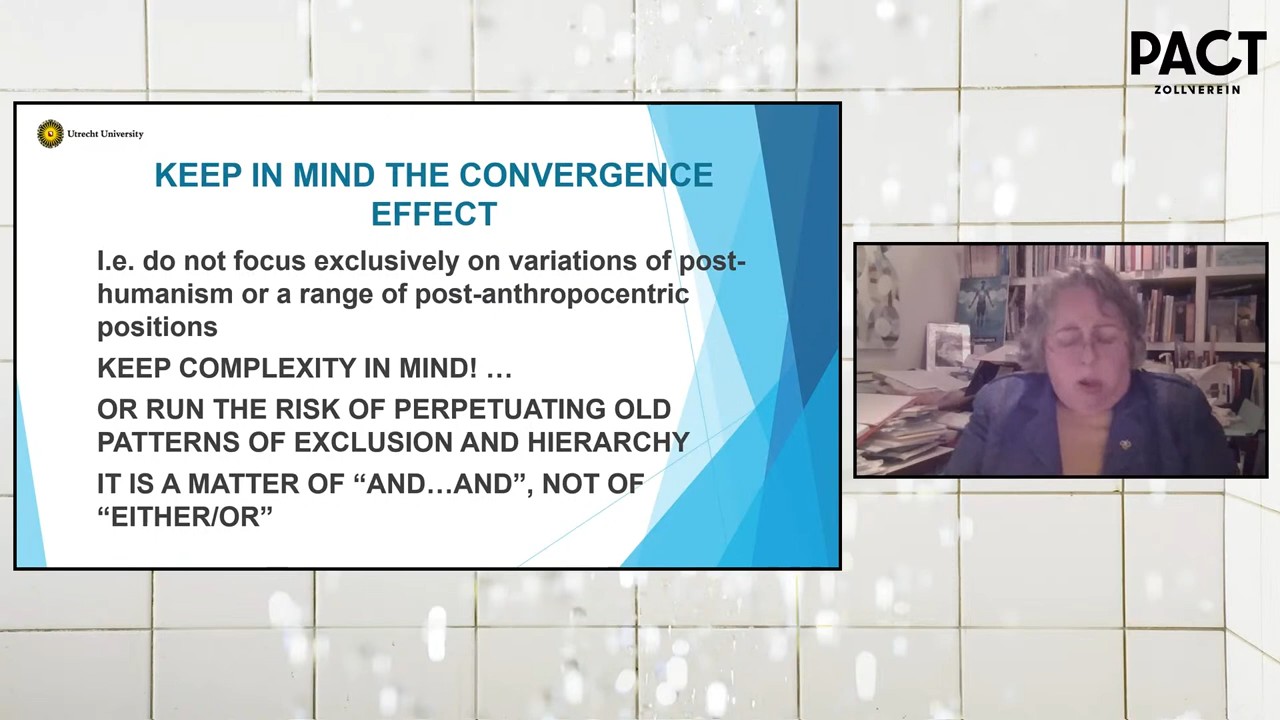 PACT
ZOLLVEREIN
Utrecht University
KEEP IN MIND THE CONVERGENCE
EFFECT
I.e. do not focus exclusively on variations of post-
humanism or a range of post-anthropocentric
positions
KEEP COMPLEXITY IN MIND! …
OR RUN THE RISK OF PERPETUATING OLD
PATTERNS OF EXCLUSION AND HIERARCHY
IT IS A MATTER OF “AND…AND”, NOT OF
“EITHER/OR”